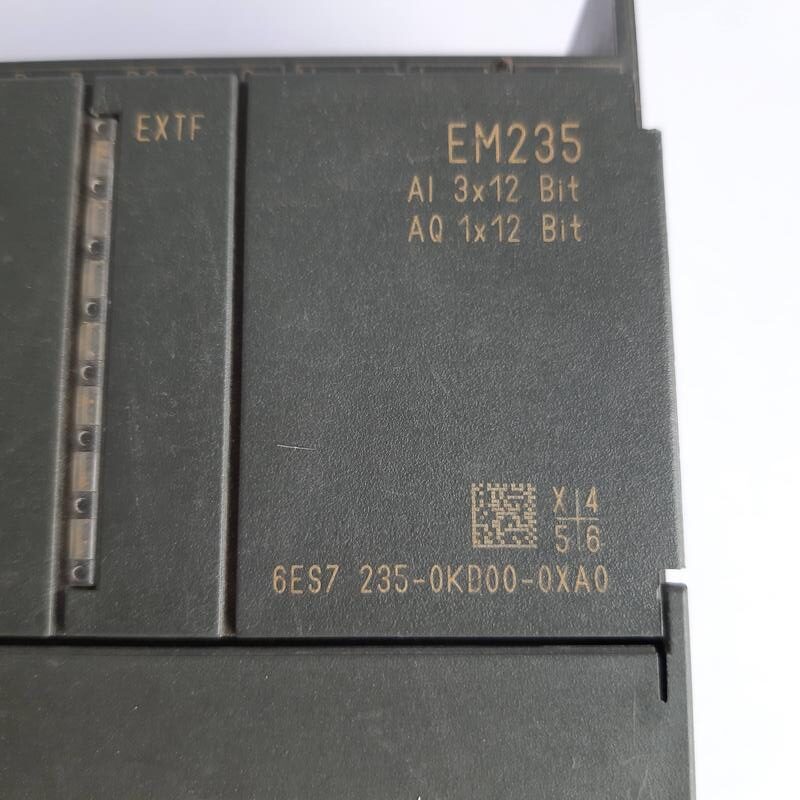 EXTF
EM235
AI 3x12 Bit
AQ 1x12 Bit
X 4
5 6
6ES7 235-0KD00-0XA0